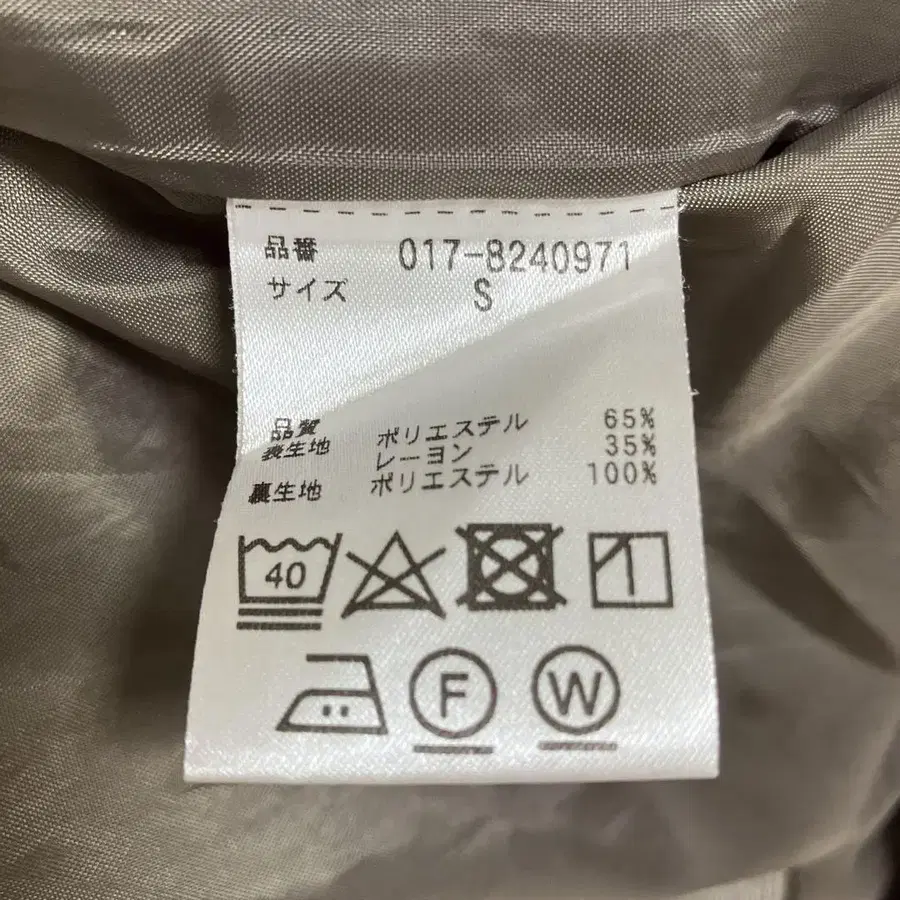 品番 017-8240971
サイズ S
品質
表生地 ポリエステル 65%
レーヨン 35%
裏生地 ポリエステル 100%
40
F W